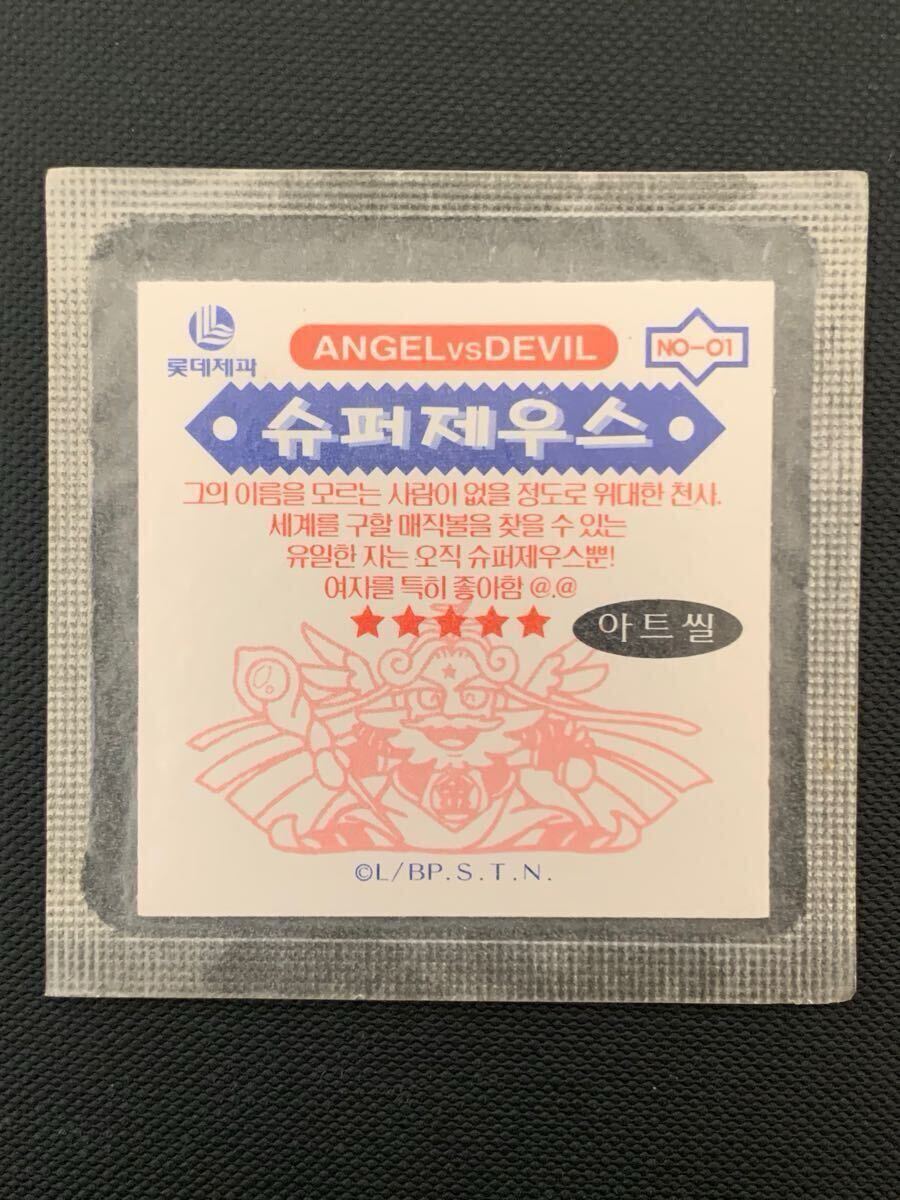 롯데제과
ANGEL vs DEVIL
NO-01
슈퍼제우스
그의 이름을 모르는 사람이 없을 정도로 위대한 천사.
세계를 구할 매직볼을 찾을 수 있는
유일한 자는 오직 슈퍼제우스뿐!
여자를 특히 좋아함 @.@
★★★★★
아트씰
©L/BP.S.T.N.